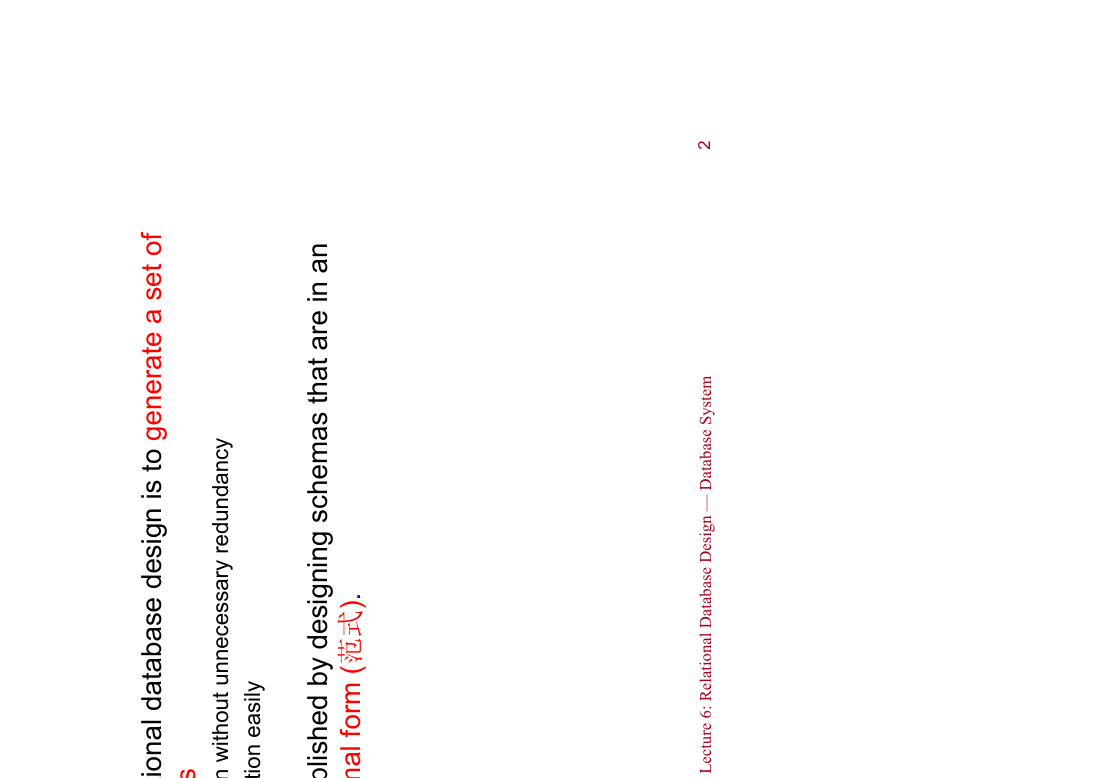 ional database design is to generate a set of
s
n without unnecessary redundancy
tion easily
plished by designing schemas that are in an
nal form (范式).
Lecture 6: Relational Database Design — Database System
2